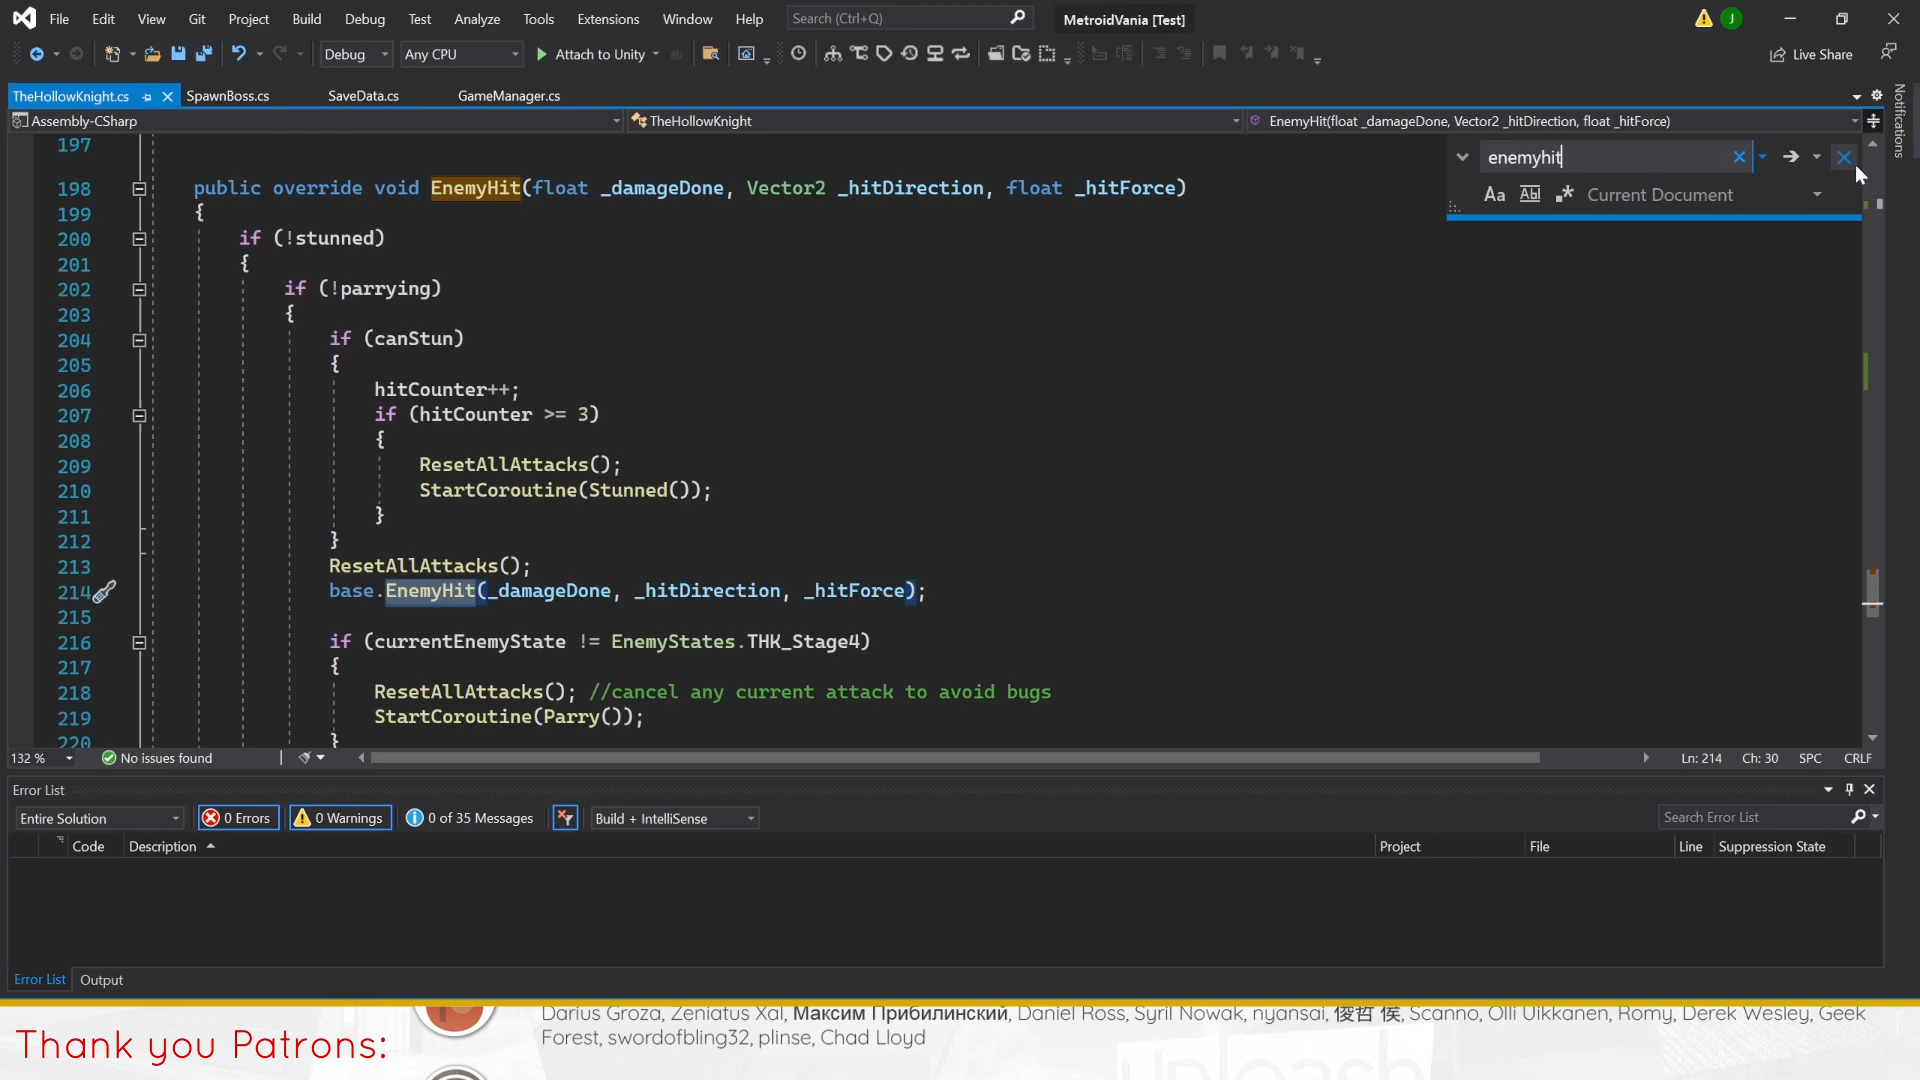 File Edit View Git Project Build Debug Test Analyze Tools Extensions Window Help Search (Ctrl+Q) MetroidVania [Test] J
Debug Any CPU Attach to Unity Live Share
TheHollowKnight.cs SpawnBoss.cs SaveData.cs GameManager.cs
Notifications
Assembly-CSharp TheHollowKnight EnemyHit(float _damageDone, Vector2 _hitDirection, float _hitForce)
enemyhit
Aa Ab Current Document
197
198 public override void EnemyHit(float _damageDone, Vector2 _hitDirection, float _hitForce)
199 {
200 if (!stunned)
201 {
202 if (!parrying)
203 {
204 if (canStun)
205 {
206 hitCounter++;
207 if (hitCounter >= 3)
208 {
209 ResetAllAttacks();
210 StartCoroutine(Stunned());
211 }
212 }
213 ResetAllAttacks();
214 base.EnemyHit(_damageDone, _hitDirection, _hitForce);
215
216 if (currentEnemyState != EnemyStates.THK_Stage4)
217 {
218 ResetAllAttacks(); //cancel any current attack to avoid bugs
219 StartCoroutine(Parry());
220 }
132 % No issues found Ln: 214 Ch: 30 SPC CRLF
Error List
Entire Solution 0 Errors 0 Warnings 0 of 35 Messages Build + IntelliSense Search Error List
Code Description Project File Line Suppression State
Error List Output
Thank you Patrons:
Darius Groza, Zeniatus Xal, Максим Прибилинский, Daniel Ross, Syril Nowak, nyansai, 俊哲 侯, Scanno, Olli Uikkanen, Romy, Derek Wesley, Geek
Forest, swordofbling32, plinse, Chad Lloyd